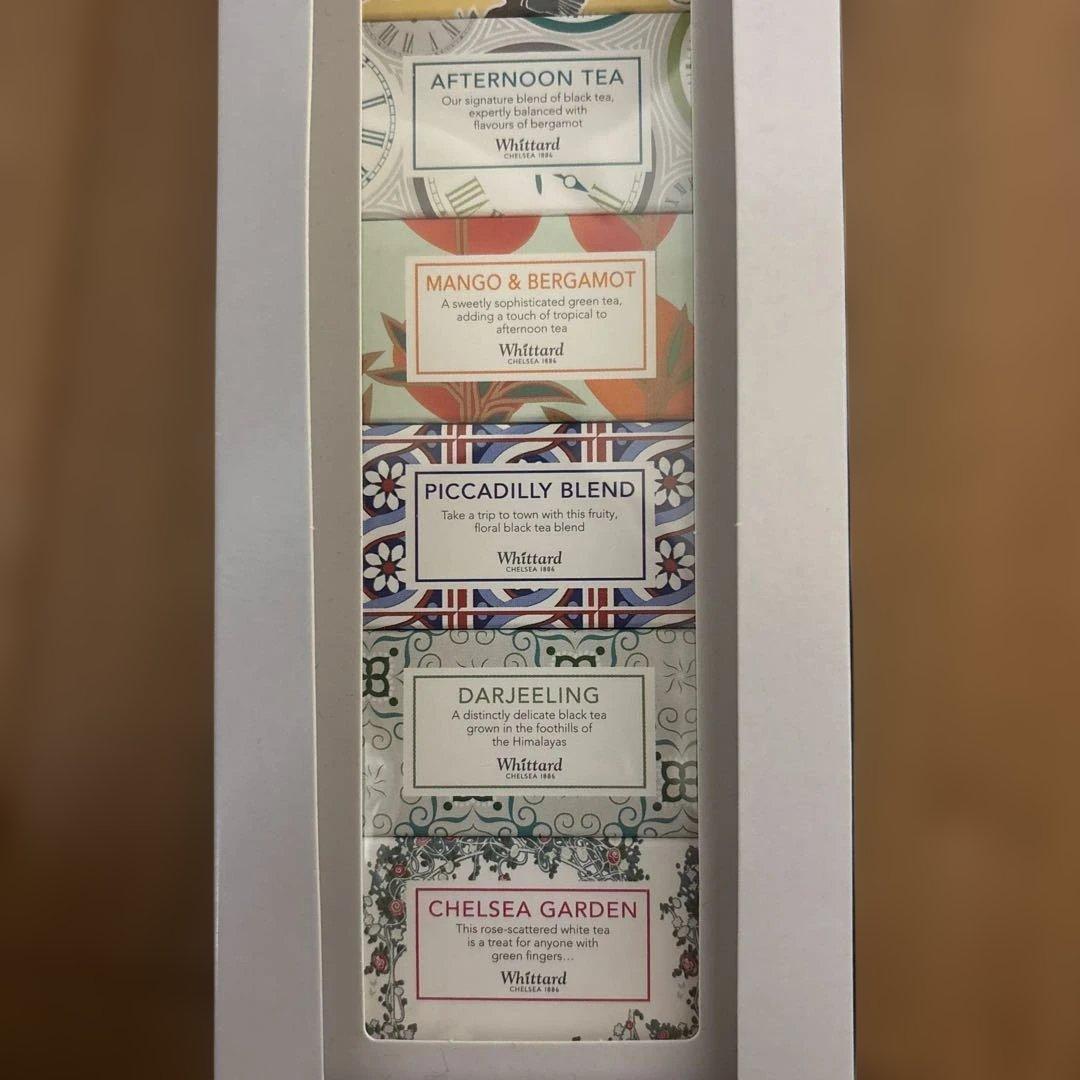 AFTERNOON TEA
Our signature blend of black tea,
expertly balanced with
flavours of bergamot
Whittard
CHELSEA 1886
MANGO & BERGAMOT
A sweetly sophisticated green tea,
adding a touch of tropical to
afternoon tea
Whittard
CHELSEA 1886
PICCADILLY BLEND
Take a trip to town with this fruity,
floral black tea blend
Whittard
CHELSEA 1886
DARJEELING
A distinctly delicate black tea
grown in the foothills of
the Himalayas
Whittard
CHELSEA 1886
CHELSEA GARDEN
This rose-scattered white tea
is a treat for anyone with
green fingers...
Whittard
CHELSEA 1886